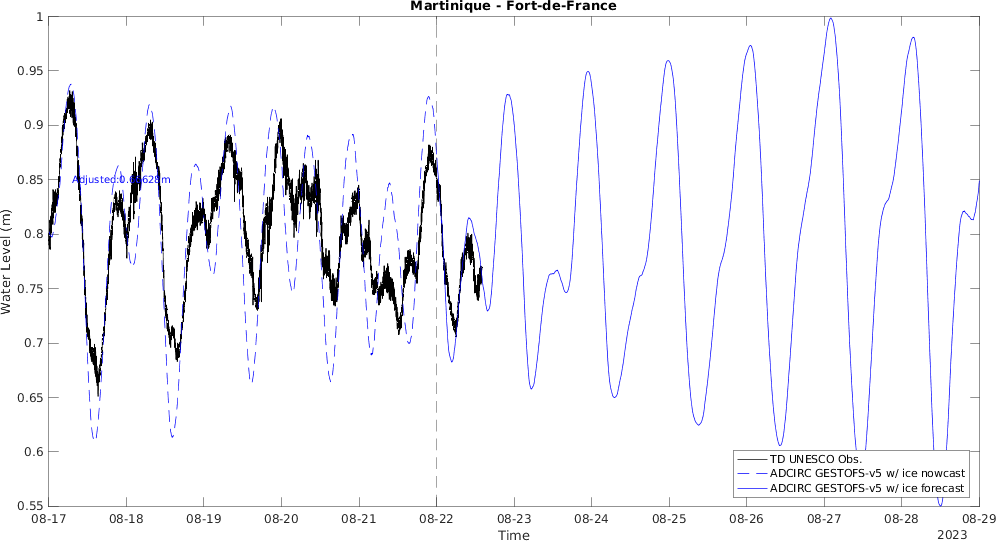 Martinique - Fort-de-France
1
0.95
0.9
0.85
0.8
0.75
0.7
0.65
0.6
0.55
Water Level (m)
08-17 08-18 08-19 08-20 08-21 08-22 08-23 08-24 08-25 08-26 08-27 08-28 08-29
Time
2023
TD UNESCO Obs.
ADCIRC GESTOFS-v5 w/ ice nowcast
ADCIRC GESTOFS-v5 w/ ice forecast